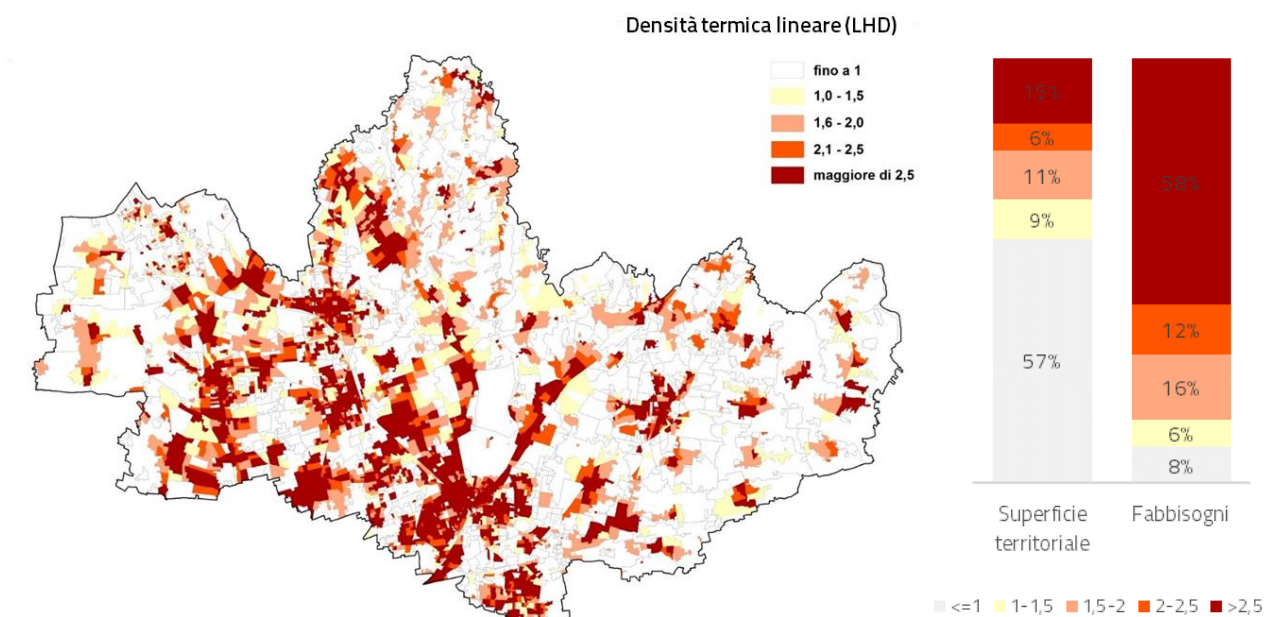 Densità termica lineare (LHD)
fino a 1
1,0 - 1,5
1,6 - 2,0
2,1 - 2,5
maggiore di 2,5
15%
6%
11%
9%
57%
58%
12%
16%
6%
8%
Superficie
territoriale
Fabbisogni
<=1 1-1,5 1,5-2 2-2,5 >2,5